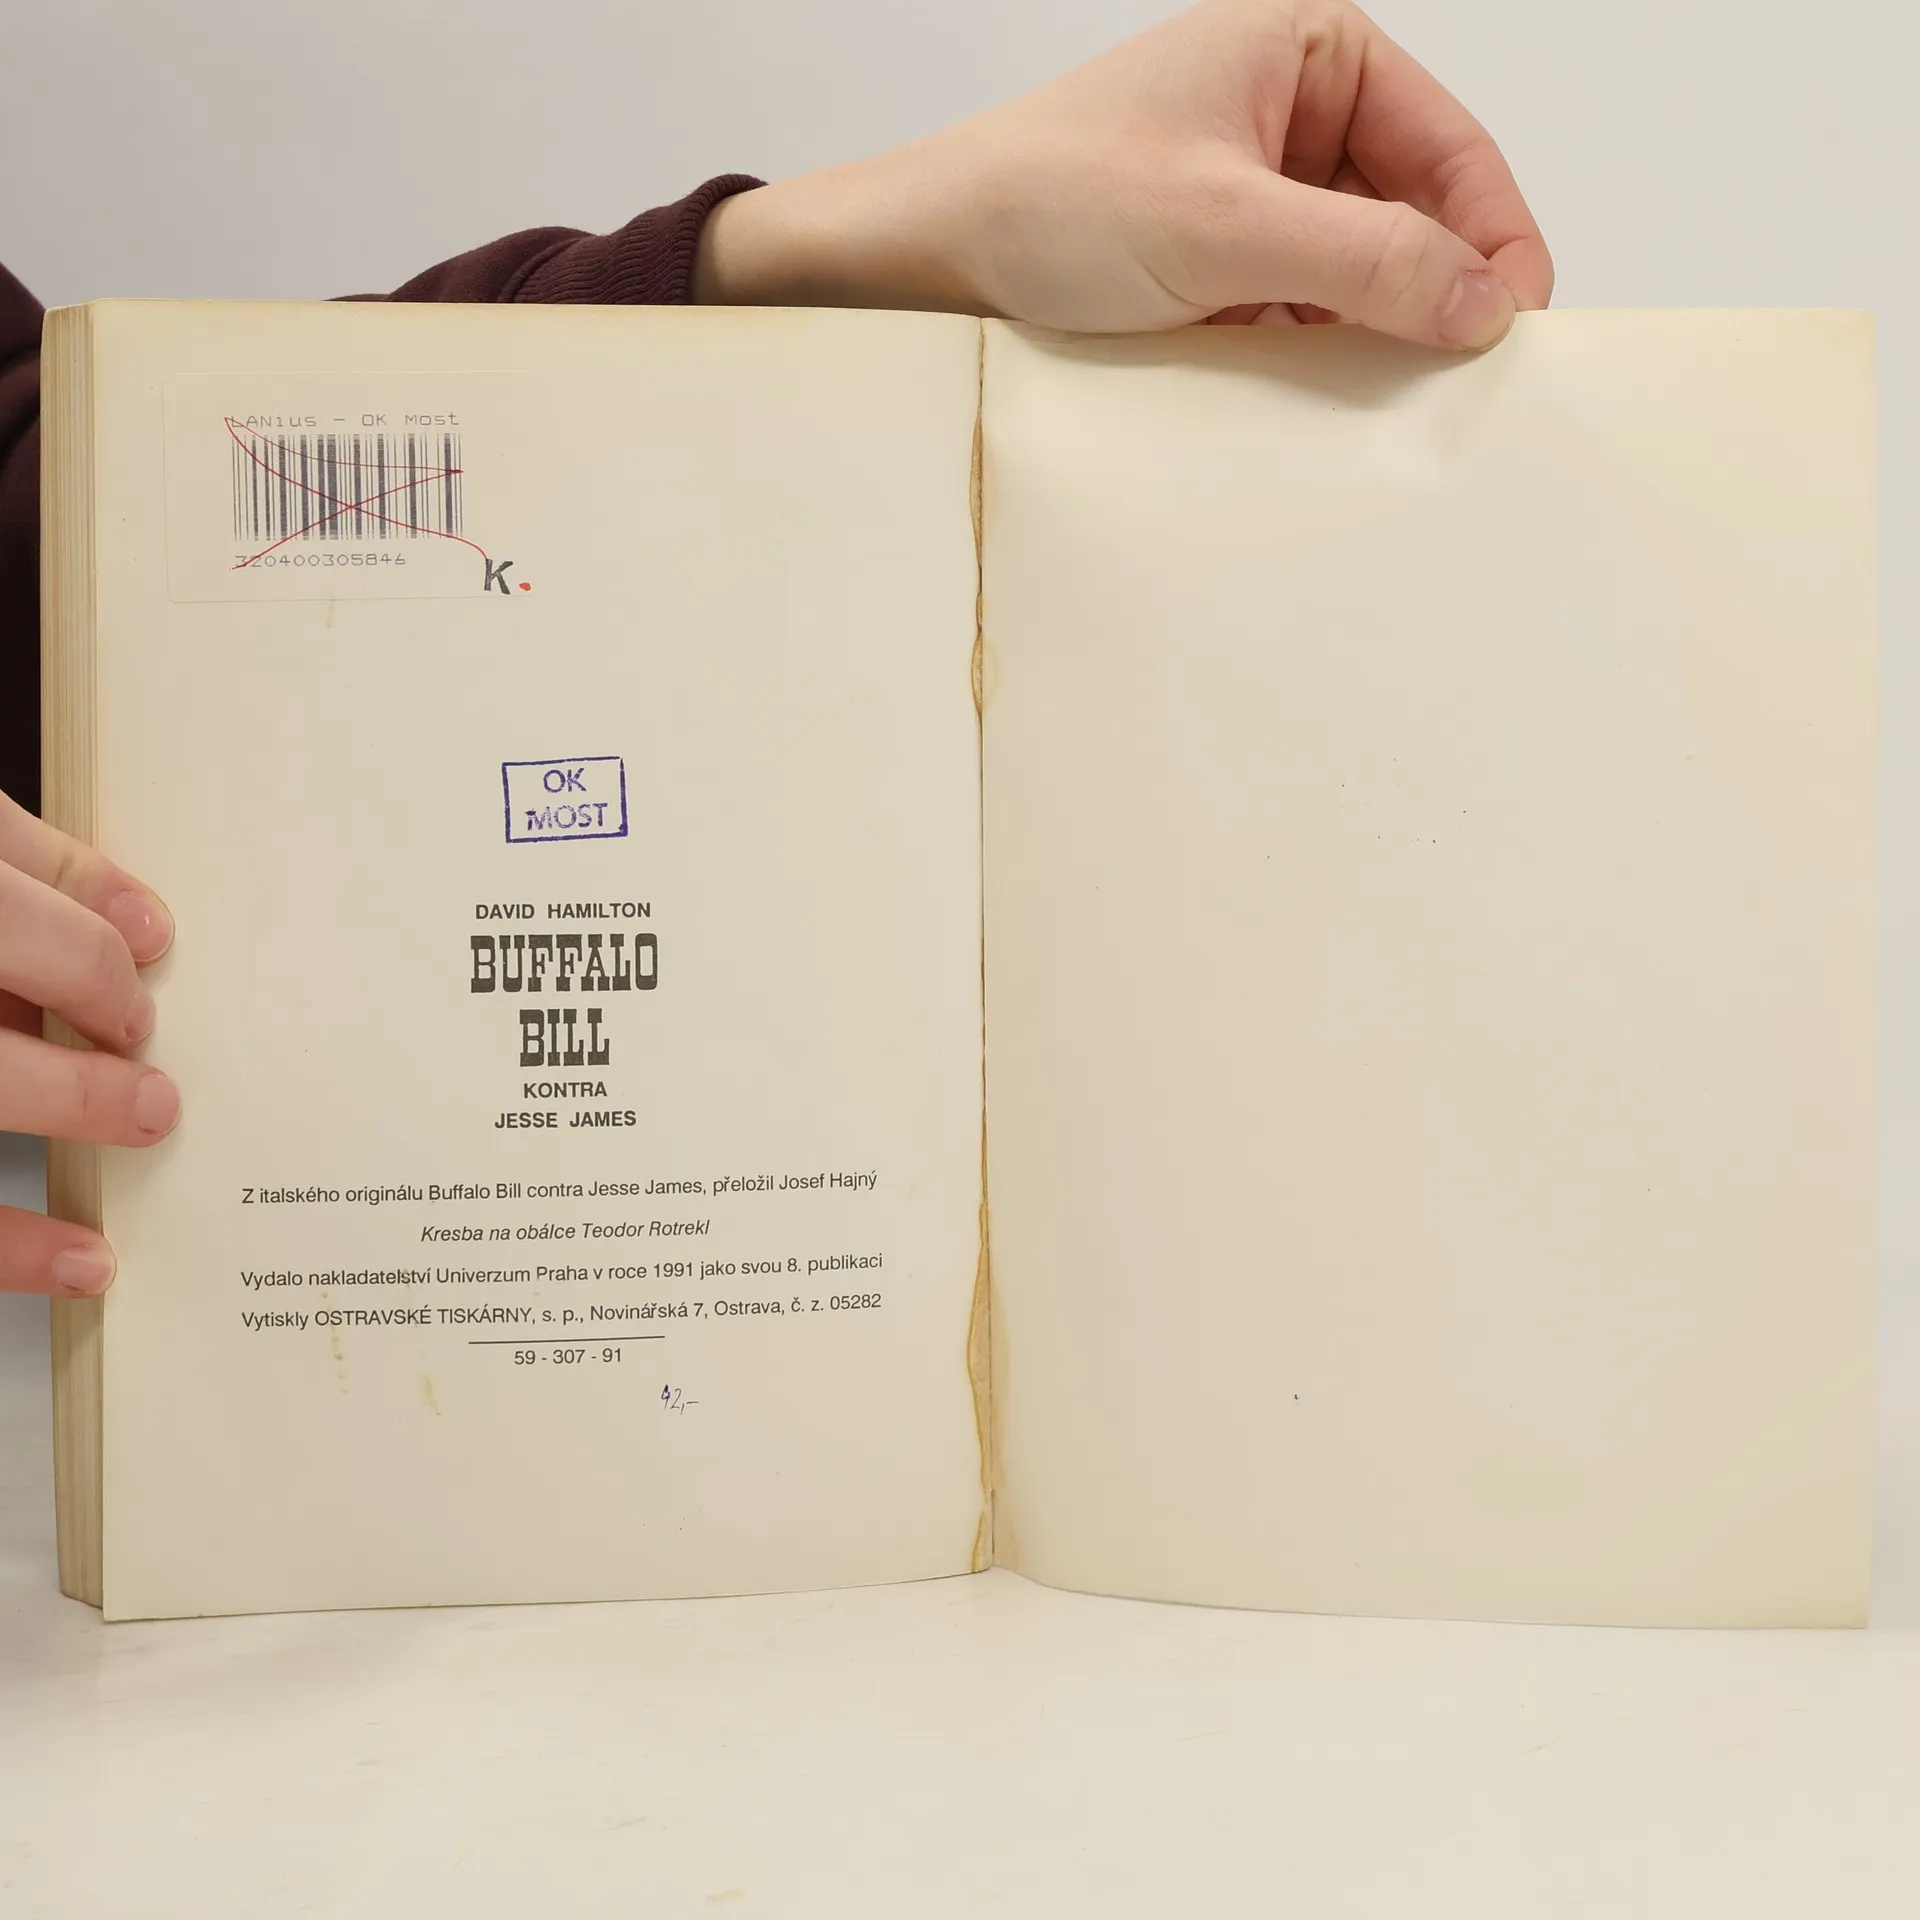 LANius - OK Most
320400305846
K.
OK
MOST
DAVID HAMILTON
BUFFALO
BILL
KONTRA
JESSE JAMES
Z italského originálu Buffalo Bill contra Jesse James, přeložil Josef Hajný
Kresba na obálce Teodor Rotrekl
Vydalo nakladatelství Univerzum Praha v roce 1991 jako svou 8. publikaci
Vytiskly OSTRAVSKÉ TISKÁRNY, s. p., Novinářská 7, Ostrava, č. z. 05282
59 - 307 - 91
42,-